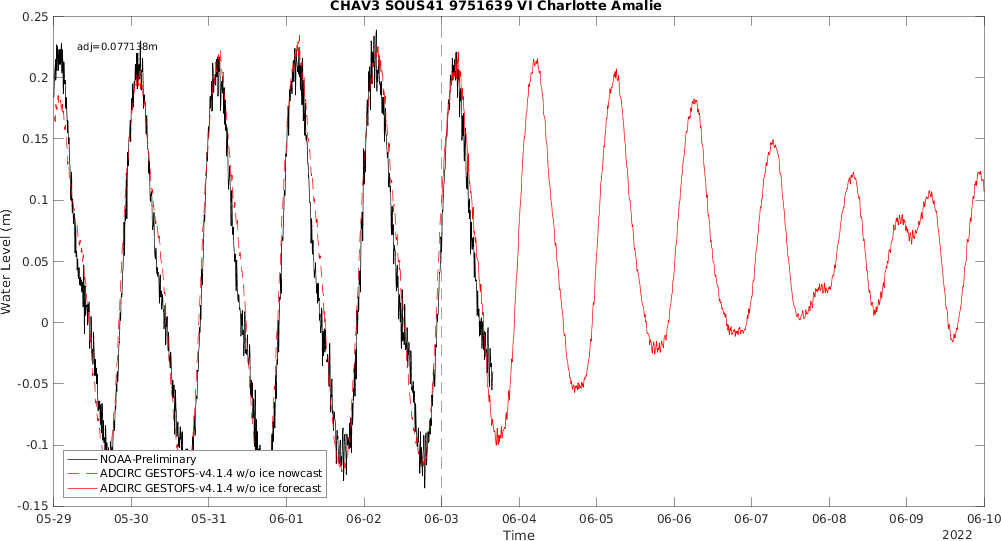 CHAV3 SOUS41 9751639 VI Charlotte Amalie
adj=0.077138m
0.25
0.2
0.15
0.1
0.05
0
-0.05
-0.1
-0.15
Water Level (m)
NOAA-Preliminary
ADCIRC GESTOFS-v4.1.4 w/o ice nowcast
ADCIRC GESTOFS-v4.1.4 w/o ice forecast
05-29 05-30 05-31 06-01 06-02 06-03 06-04 06-05 06-06 06-07 06-08 06-09 06-10
Time
2022